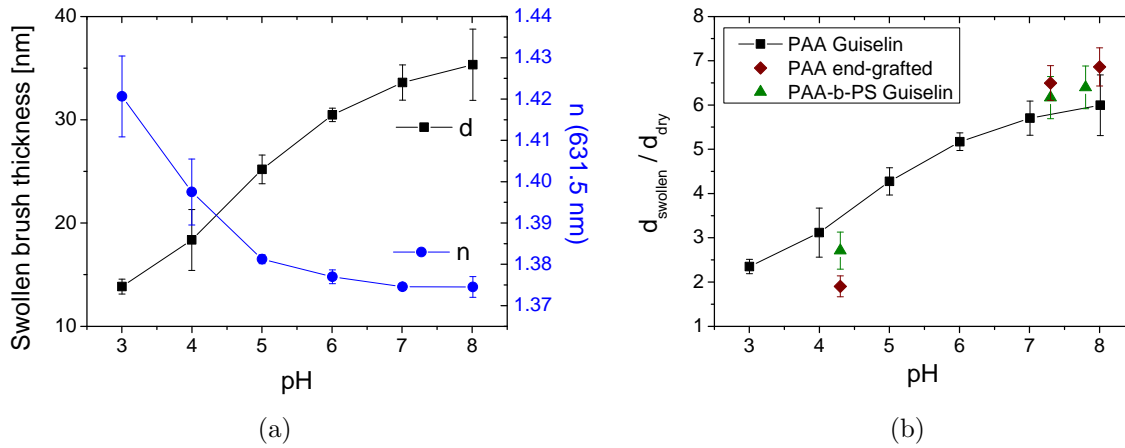 Swollen brush thickness [nm]
40
30
20
10
3
4
5
6
7
8
pH
d
n
1.44
1.43
1.42
1.41
1.40
1.39
1.38
1.37
n (631.5 nm)
(a)
d_swollen / d_dry
8
7
6
5
4
3
2
1
PAA Guiselin
PAA end-grafted
PAA-b-PS Guiselin
3
4
5
6
7
8
pH
(b)